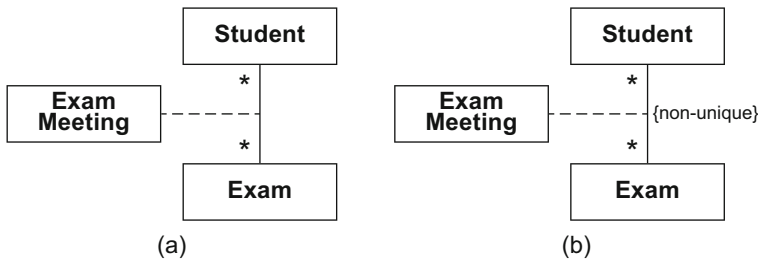 Student
*
Exam
Meeting
*
Exam
(a)
Student
*
Exam
Meeting
{non-unique}
*
Exam
(b)